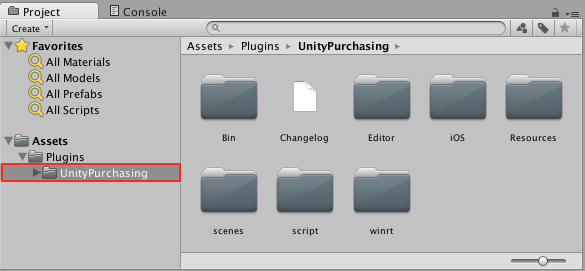 Project
Console
Create
Favorites
All Materials
All Models
All Prefabs
All Scripts
Assets
Plugins
UnityPurchasing
Assets Plugins UnityPurchasing
Bin Changelog Editor iOS Resources
scenes script winrt